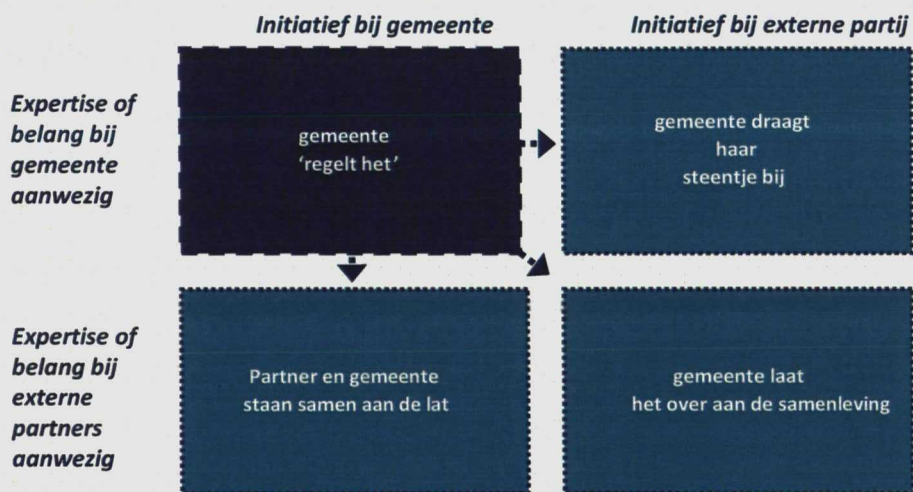 Initiatief bij gemeente
Initiatief bij externe partij
Expertise of
belang bij
gemeente
aanwezig
gemeente
‘regelt het’
gemeente draagt
haar
steentje bij
Expertise of
belang bij
externe
partners
aanwezig
Partner en gemeente
staan samen aan de lat
gemeente laat
het over aan de samenleving